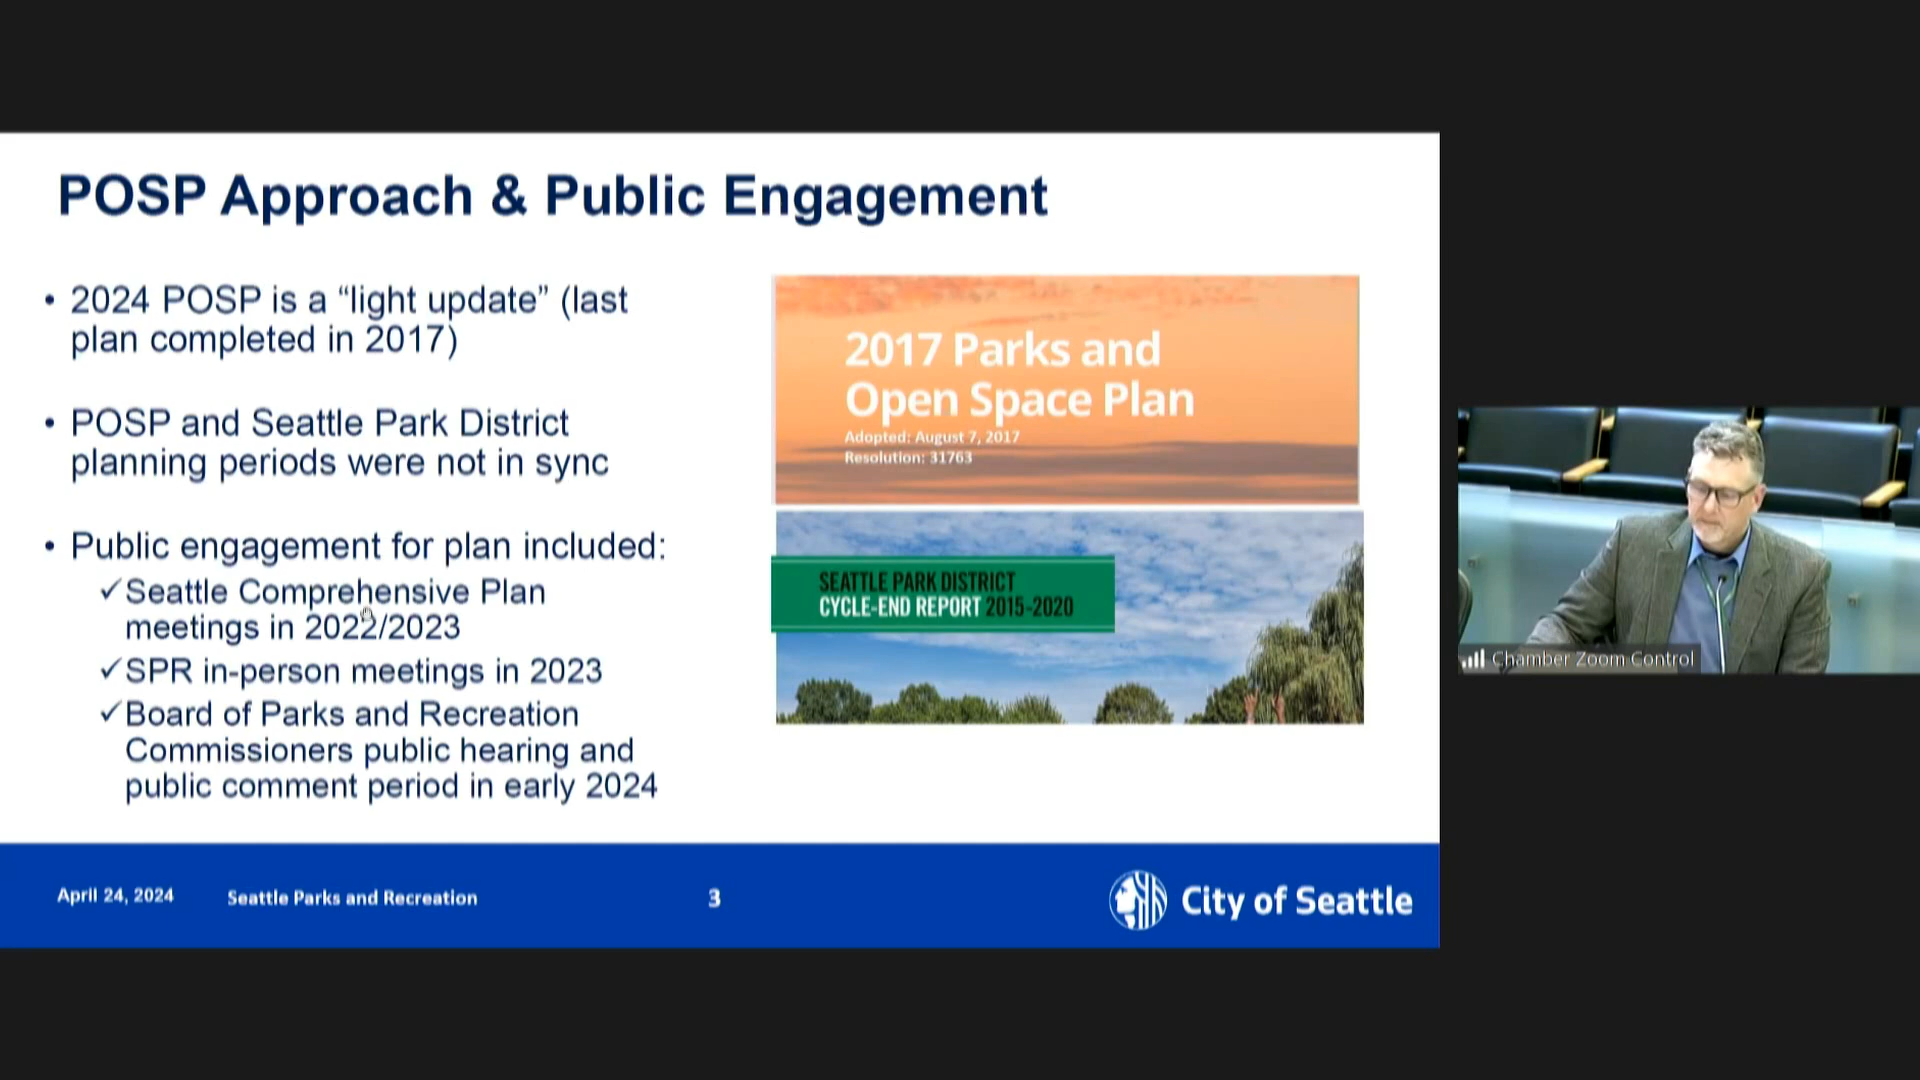 POSP Approach & Public Engagement
• 2024 POSP is a “light update” (last
plan completed in 2017)
• POSP and Seattle Park District
planning periods were not in sync
• Public engagement for plan included:
✓Seattle Comprehensive Plan
meetings in 2022/2023
✓SPR in-person meetings in 2023
✓Board of Parks and Recreation
Commissioners public hearing and
public comment period in early 2024
2017 Parks and
Open Space Plan
Adopted: August 7, 2017
Resolution: 31763
SEATTLE PARK DISTRICT
CYCLE-END REPORT 2015-2020
Chamber Zoom Control
April 24, 2024
Seattle Parks and Recreation
3
City of Seattle